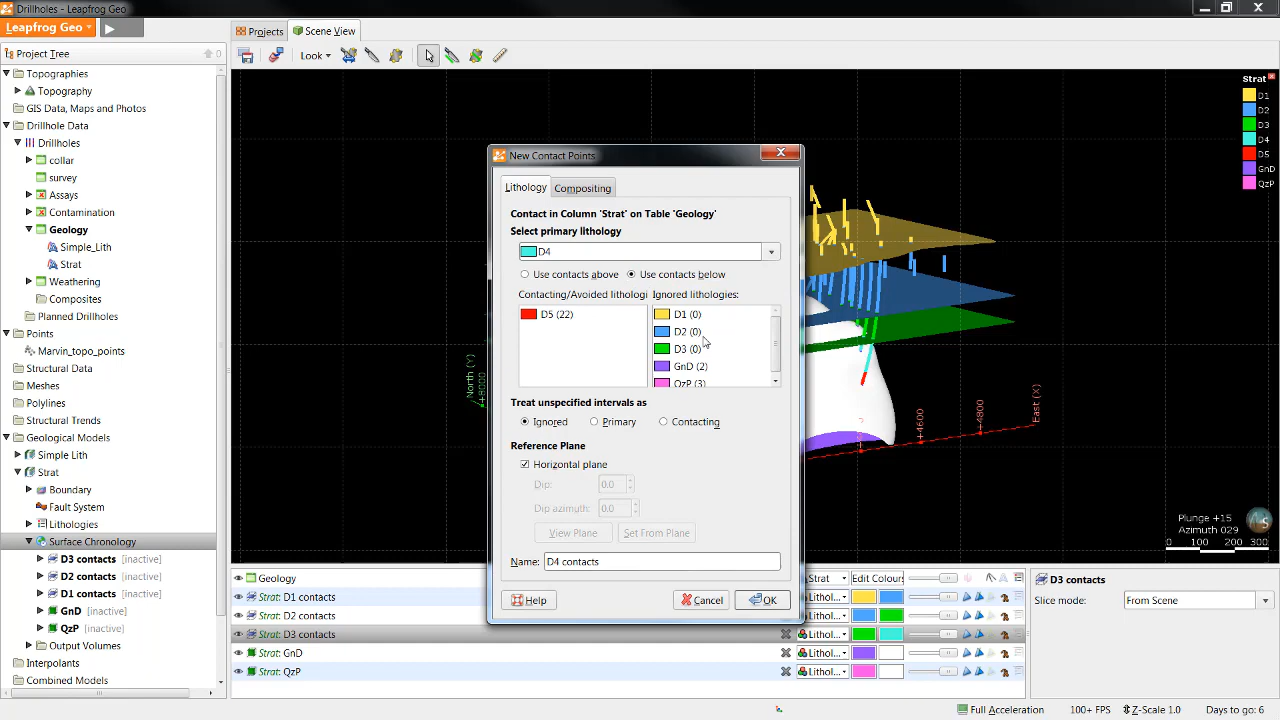 Drillholes - Leapfrog Geo
Leapfrog Geo
Projects
Scene View
Project Tree
0
Look
Topographies
Topography
GIS Data, Maps and Photos
Drillhole Data
Drillholes
collar
survey
Assays
Contamination
Geology
Simple_Lith
Strat
Weathering
Composites
Planned Drillholes
Points
Marvin_topo_points
Structural Data
Meshes
Polylines
Structural Trends
Geological Models
Simple Lith
Strat
Boundary
Fault System
Lithologies
Surface Chronology
D3 contacts [inactive]
D2 contacts [inactive]
D1 contacts [inactive]
GnD [inactive]
QzP [inactive]
Output Volumes
Interpolants
Combined Models
New Contact Points
Lithology
Compositing
Contact in Column 'Strat' on Table 'Geology'
Select primary lithology
D4
Use contacts above
Use contacts below
Contacting/Avoided lithologi
Ignored lithologies:
D5 (22)
D1 (0)
D2 (0)
D3 (0)
GnD (2)
QzP (3)
Treat unspecified intervals as
Ignored
Primary
Contacting
Reference Plane
Horizontal plane
Dip:
0.0
Dip azimuth:
0.0
View Plane
Set From Plane
Name:
D4 contacts
Help
Cancel
OK
Strat
D1
D2
D3
D4
D5
GnD
QzP
North (Y)
+8000
+4600
+4800
East (X)
Plunge +15
Azimuth 029
0 100 200 300
Geology
Strat
Edit Colours
Strat: D1 contacts
Lithol...
Strat: D2 contacts
Lithol...
Strat: D3 contacts
Lithol...
Strat: GnD
Lithol...
Strat: QzP
Lithol...
D3 contacts
Slice mode:
From Scene
Full Acceleration
100+ FPS
Z-Scale 1.0
Days to go: 6